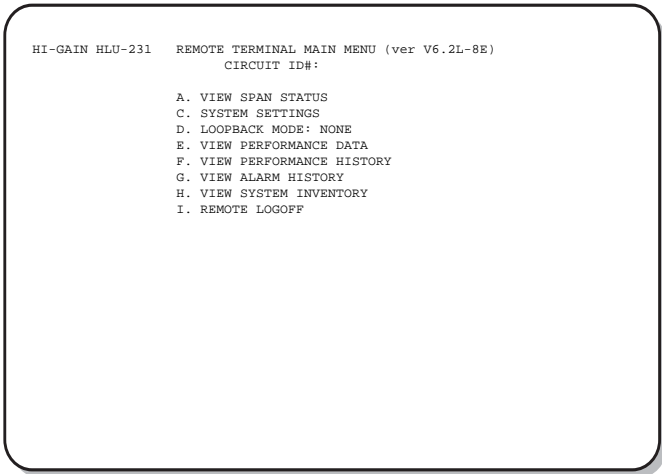 HI-GAIN HLU-231 REMOTE TERMINAL MAIN MENU (ver V6.2L-8E)
CIRCUIT ID#:
A. VIEW SPAN STATUS
C. SYSTEM SETTINGS
D. LOOPBACK MODE: NONE
E. VIEW PERFORMANCE DATA
F. VIEW PERFORMANCE HISTORY
G. VIEW ALARM HISTORY
H. VIEW SYSTEM INVENTORY
I. REMOTE LOGOFF